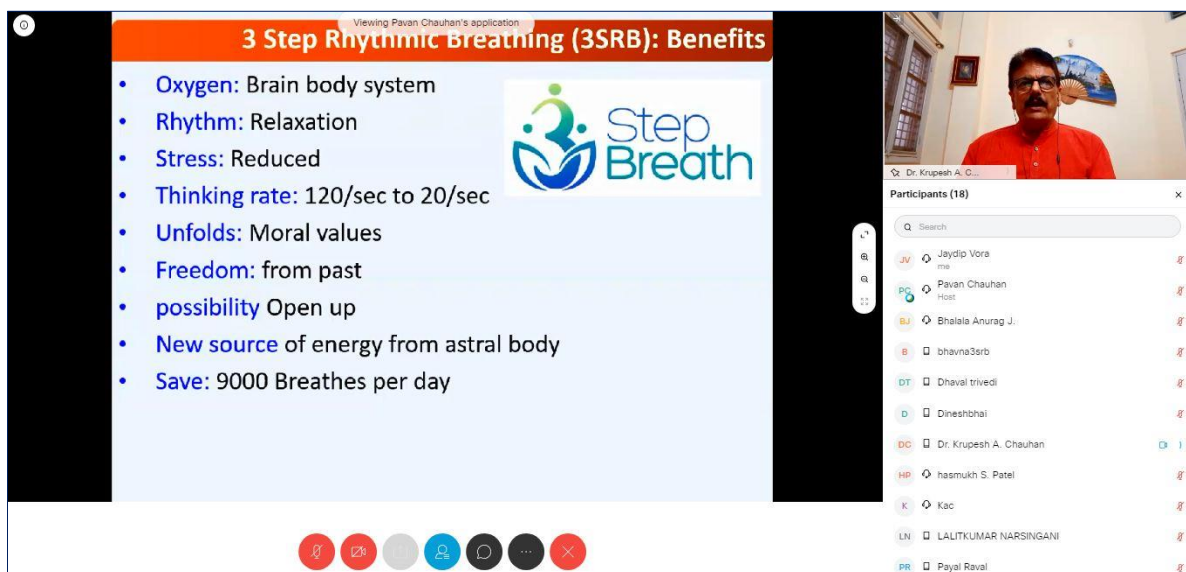 Viewing Pavan Chauhan's application
3 Step Rhythmic Breathing (3SRB): Benefits
• Oxygen: Brain body system
• Rhythm: Relaxation
• Stress: Reduced
• Thinking rate: 120/sec to 20/sec
• Unfolds: Moral values
• Freedom: from past
• possibility Open up
• New source of energy from astral body
• Save: 9000 Breathes per day
3 Step
Breath
Dr. Krupesh A. C...
Participants (18)
Search
JV Jaydip Vora
me
PC Pavan Chauhan
Host
BJ Bhalala Anurag J.
B bhavna3srb
DT Dhaval trivedi
D Dineshbhai
DC Dr. Krupesh A. Chauhan
HP hasmukh S. Patel
K Kac
LN LALITKUMAR NARSINGANI
PR Payal Raval